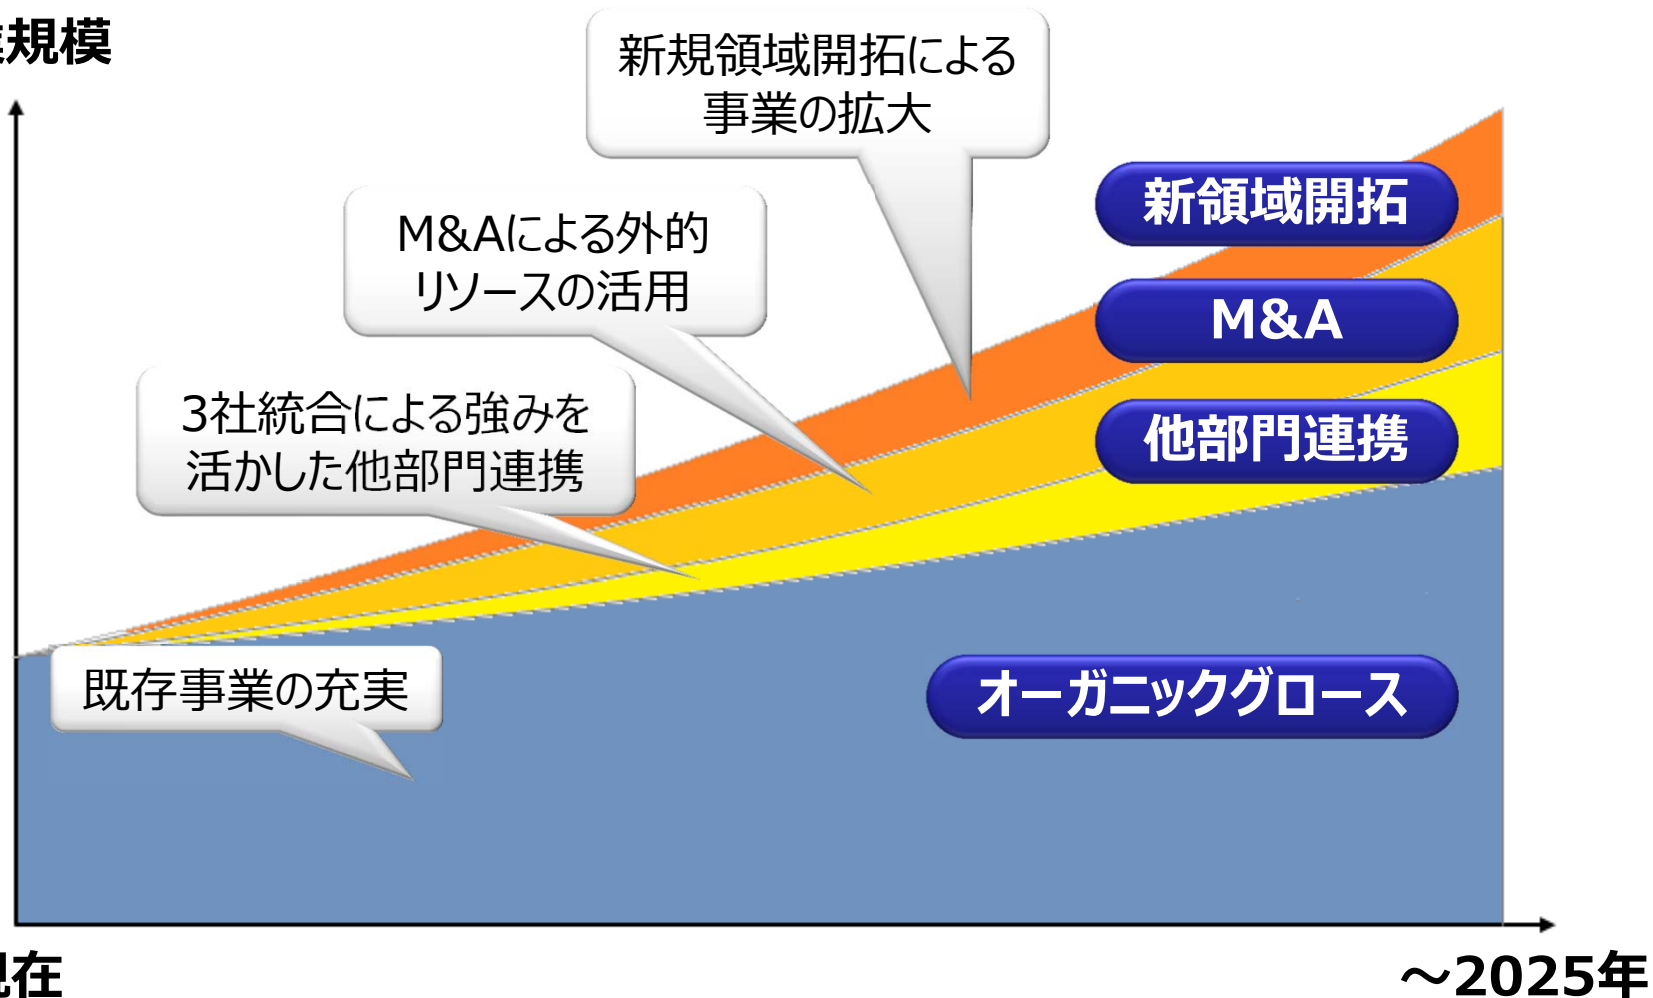 業規模
新規領域開拓による
事業の拡大
新領域開拓
M&Aによる外的
リソースの活用
M&A
3社統合による強みを
活かした他部門連携
他部門連携
既存事業の充実
オーガニックグロース
現在
～2025年